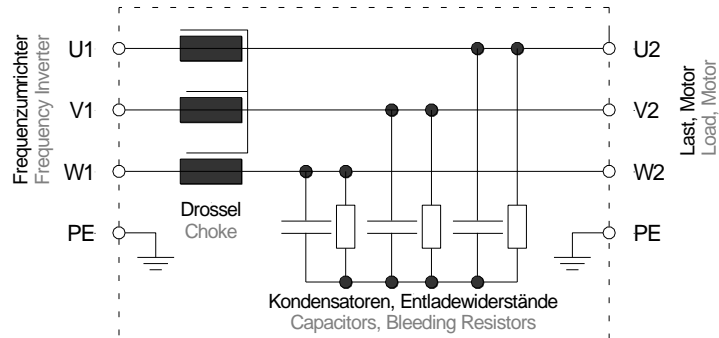 Frequenzumrichter
Frequency Inverter
U1
V1
W1
PE
Drossel
Choke
Kondensatoren, Entladewiderstände
Capacitors, Bleeding Resistors
U2
V2
W2
PE
Last, Motor
Load, Motor